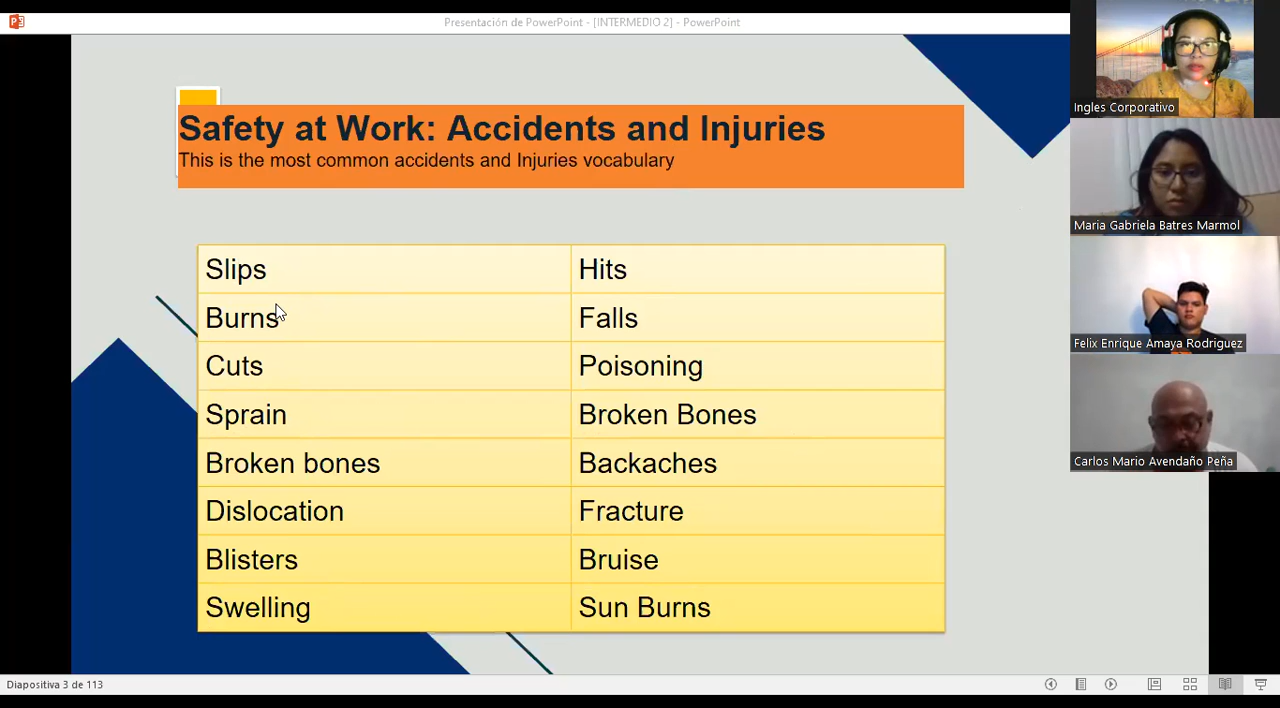 Presentación de PowerPoint - [INTERMEDIO 2] - PowerPoint
Ingles Corporativo
Safety at Work: Accidents and Injuries
This is the most common accidents and Injuries vocabulary
Maria Gabriela Batres Marmol
Slips Hits
Burns Falls
Felix Enrique Amaya Rodriguez
Cuts Poisoning
Sprain Broken Bones
Broken bones Backaches
Carlos Mario Avendaño Peña
Dislocation Fracture
Blisters Bruise
Swelling Sun Burns
Diapositiva 3 de 113